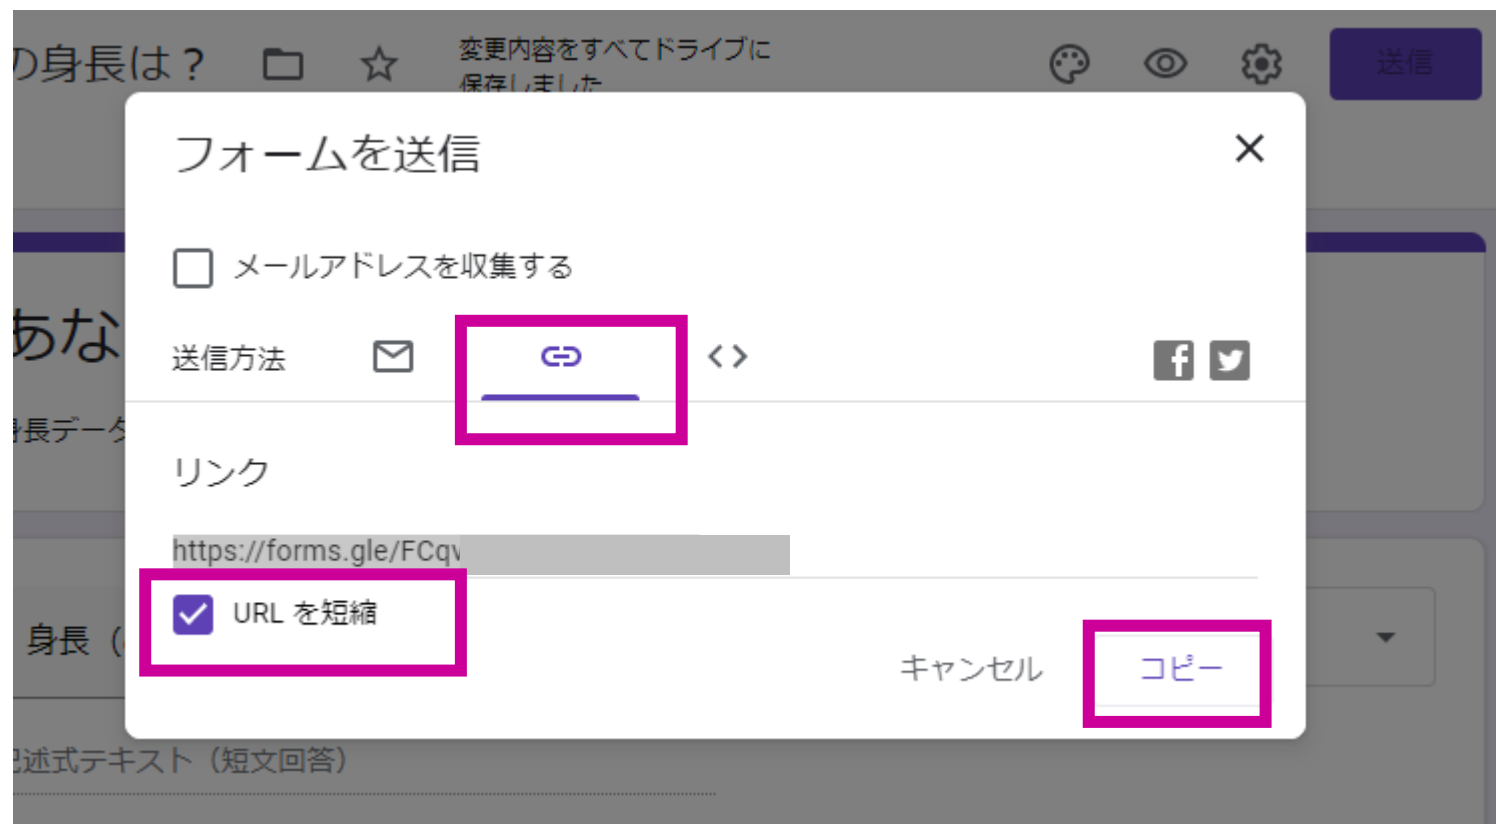 の身長は？
変更内容をすべてドライブに
保存しました
送信
フォームを送信
メールアドレスを収集する
あな
送信方法
身長データ
リンク
https://forms.gle/FCqv
URL を短縮
身長（
キャンセル
コピー
記述式テキスト（短文回答）